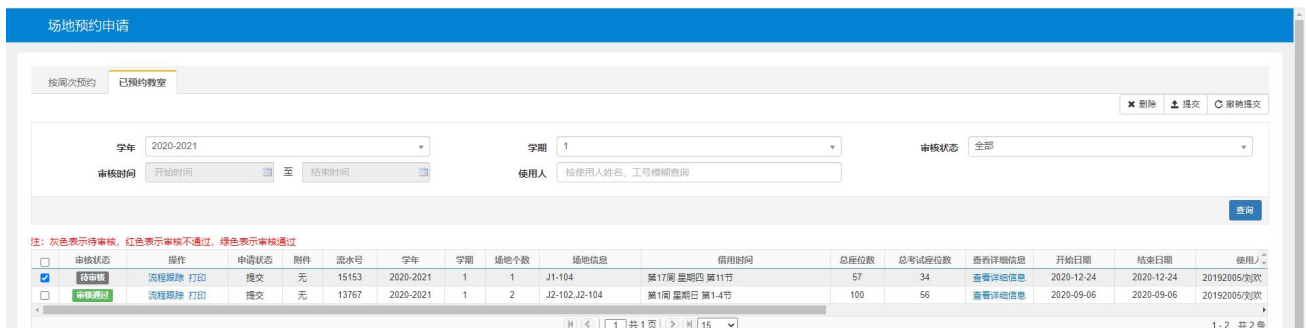 场地预约申请
按周次预约 已预约教室
删除 提交 撤销提交
学年 2020-2021 学期 1 审核状态 全部
审核时间 开始时间 至 结束时间 使用人 按使用人姓名、工号模糊查询
查询
注：灰色表示待审核，红色表示审核不通过，绿色表示审核通过
审核状态 操作 申请状态 附件 流水号 学年 学期 场地个数 场地信息 借用时间 总座位数 总考试座位数 查看详细信息 开始日期 结束日期 使用人
待审核 流程跟踪 打印 提交 无 15153 2020-2021 1 1 J1-104 第17周 星期四 第11节 57 34 查看详细信息 2020-12-24 2020-12-24 20192005/刘欢
审核通过 流程跟踪 打印 提交 无 13767 2020-2021 1 2 J2-102,J2-104 第1周 星期日 第1-4节 100 56 查看详细信息 2020-09-06 2020-09-06 20192005/刘欢
1 共1页 15 1-2 共2条